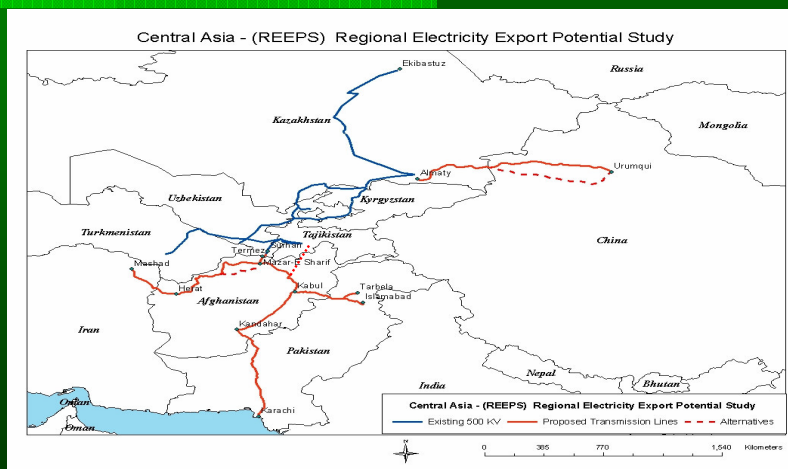 Central Asia - (REEPS) Regional Electricity Export Potential Study
Ekibastuz
Russia
Kazakhstan
Mongolia
Almaty
Urumqui
Uzhekistan
Kyrgyzstan
Turkmenistan
Tajikistan
China
Surhan
Termez
Mashad
Mazar-E Sharif
Herat
Kabul
Tarbela
Islamabad
Afghanistan
Kandahar
Iran
Pakistan
Nepal
India
Bhutan
Oman
Oman
Karachi
Central Asia - (REEPS) Regional Electricity Export Potential Study
Existing 500 KV Proposed Transmission Lines Alternatives
N
0 385 770 1,540 Kilometers